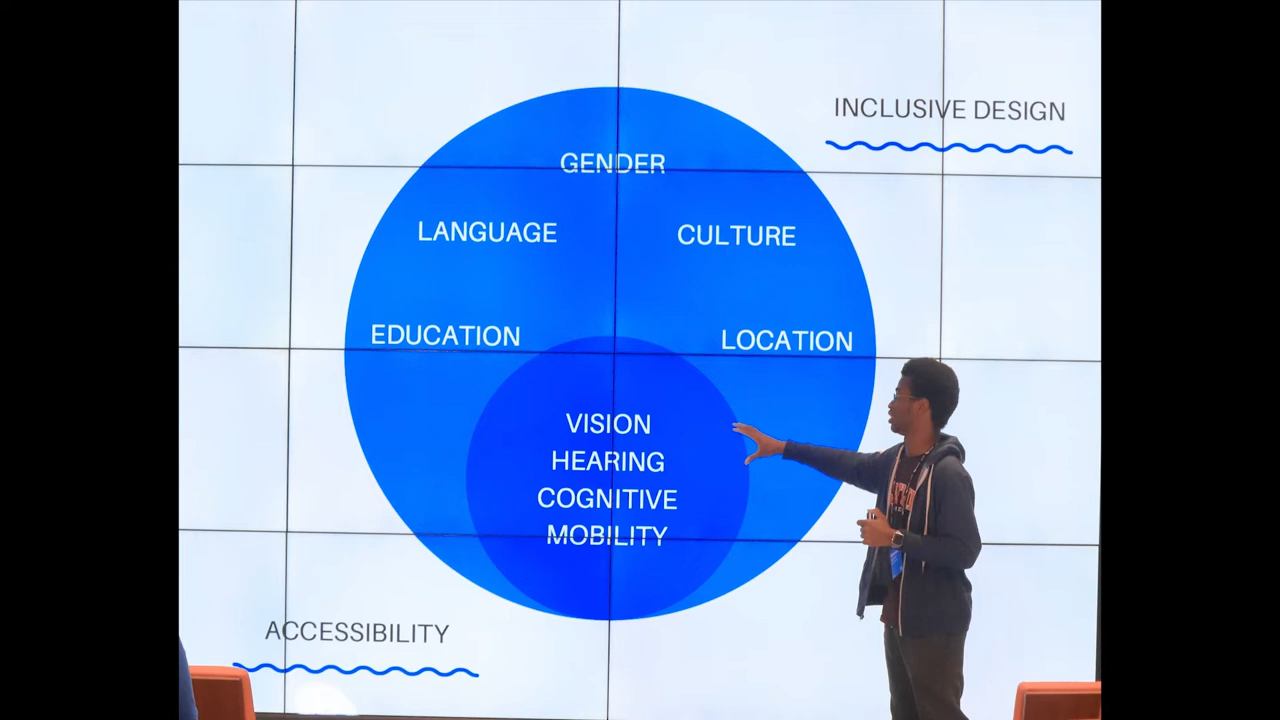 INCLUSIVE DESIGN
GENDER
LANGUAGE
CULTURE
EDUCATION
LOCATION
VISION
HEARING
COGNITIVE
MOBILITY
ACCESSIBILITY